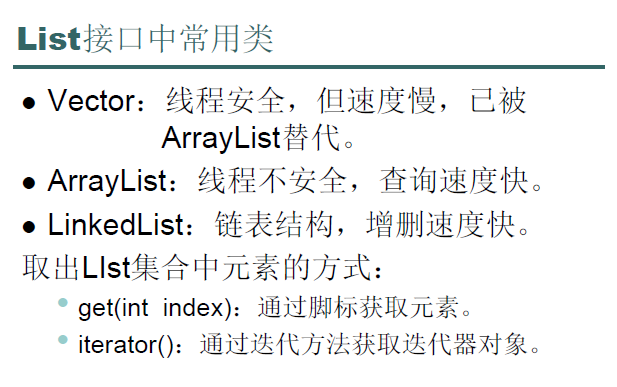 List接口中常用类
● Vector：线程安全，但速度慢，已被
ArrayList替代。
● ArrayList：线程不安全，查询速度快。
● LinkedList：链表结构，增删速度快。
取出LIst集合中元素的方式：
• get(int index)：通过脚标获取元素。
• iterator()：通过迭代方法获取迭代器对象。